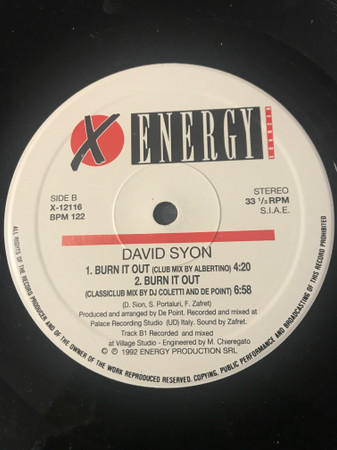 X ENERGY
SIDE B
X-12116
BPM 122
STEREO
33 1/3 RPM
S.I.A.E.
DAVID SYON
1. BURN IT OUT (CLUB MIX BY ALBERTINO) 4:20
2. BURN IT OUT
(CLASSICLUB MIX BY DJ COLETTI AND DE POINT) 6:58
(D. Sion, S. Portaluri, F. Zafret)
Produced and arranged by De Point. Recorded and mixed at
Palace Recording Studio (UD) Italy. Sound by Zafret.
Track B1 Recorded and mixed
at Village Studio - Engineered by M. Chieregato
© ℗ 1992 ENERGY PRODUCTION SRL
ALL RIGHTS OF THE RECORD PRODUCER AND OF THE OWNER OF THE WORK REPRODUCED RESERVED. COPYING, PUBLIC PERFORMANCE AND BROADCASTING OF THIS RECORD PROHIBITED